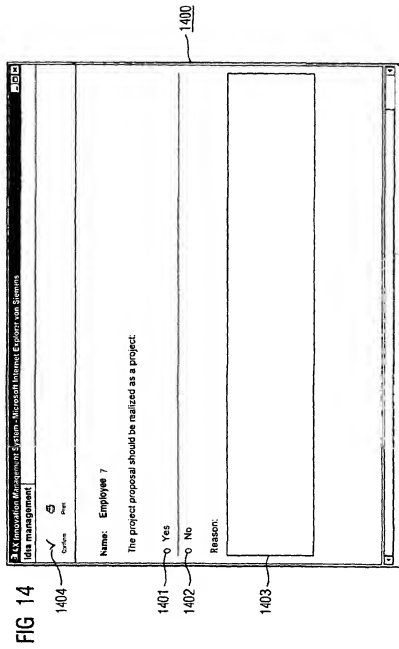 FIG 14
4X Innovation Management System - Microsoft Internet Explorer von Siemens
Idea management
Confirm Print
1404
Name: Employee 7
The project proposal should be realized as a project:
1401 Yes
1402 No
Reason:
1403
1400